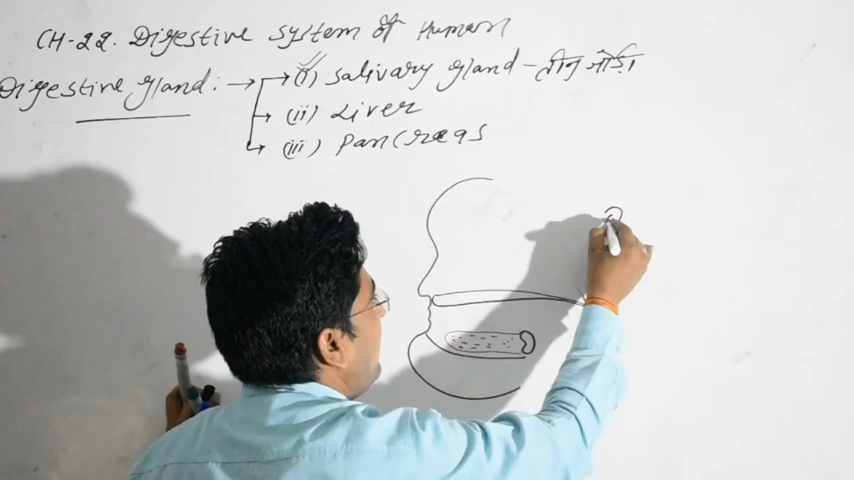 CH-22. Digestive system of Human
Digestive gland: → (i) Salivary gland - तीन जोड़ी
(ii) Liver
(iii) Pancreas